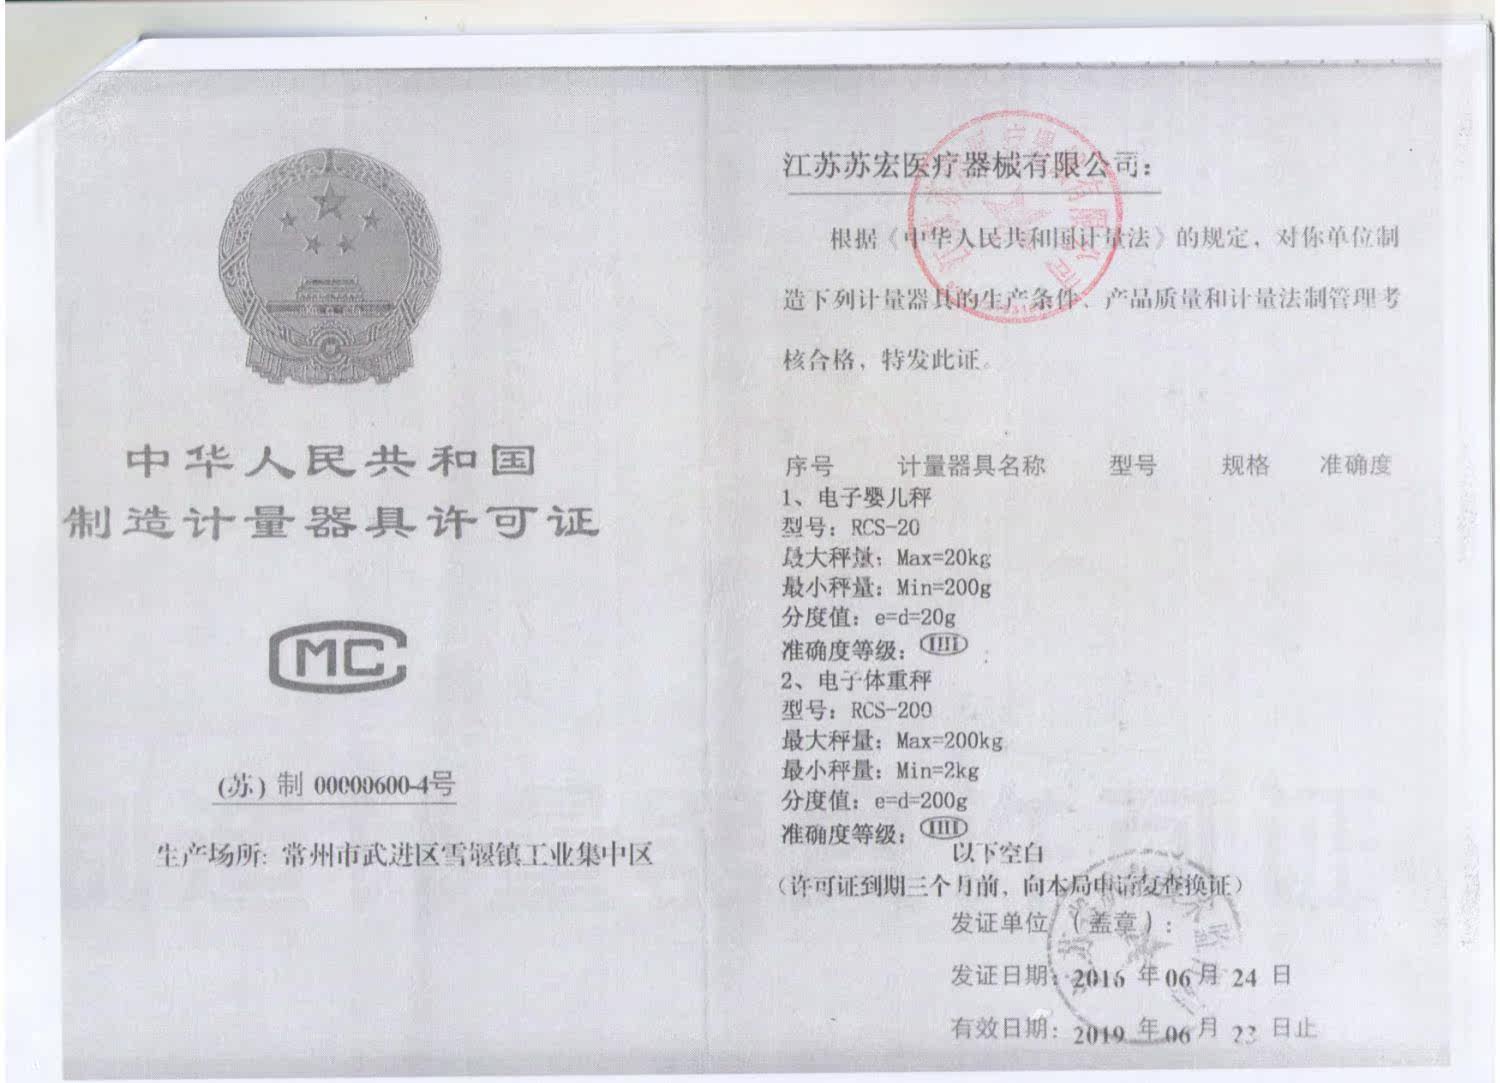 中华人民共和国
制造计量器具许可证
CMC
(苏) 制 00000600-4号
生产场所: 常州市武进区雪堰镇工业集中区
江苏苏宏医疗器械有限公司:
根据《中华人民共和国计量法》的规定, 对你单位制
造下列计量器具的生产条件、产品质量和计量法制管理考
核合格, 特发此证。
序号 计量器具名称 型号 规格 准确度
1、电子婴儿秤
型号: RCS-20
最大秤量: Max=20kg
最小秤量: Min=200g
分度值: e=d=20g
准确度等级: IIII
2、电子体重秤
型号: RCS-200
最大秤量: Max=200kg
最小秤量: Min=2kg
分度值: e=d=200g
准确度等级: IIII
以下空白
(许可证到期三个月前, 向本局申请复查换证)
发证单位 (盖章):
发证日期: 2016 年 06 月 24 日
有效日期: 2019 年 06 月 23 日止